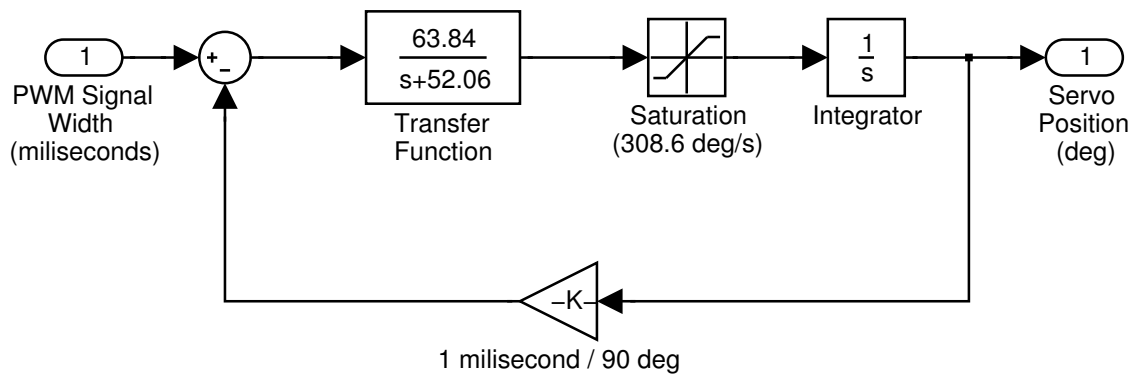 1
PWM Signal
Width
(miliseconds)
+
−
63.84
s+52.06
Transfer
Function
Saturation
(308.6 deg/s)
1
s
Integrator
1
Servo
Position
(deg)
−K−
1 milisecond / 90 deg